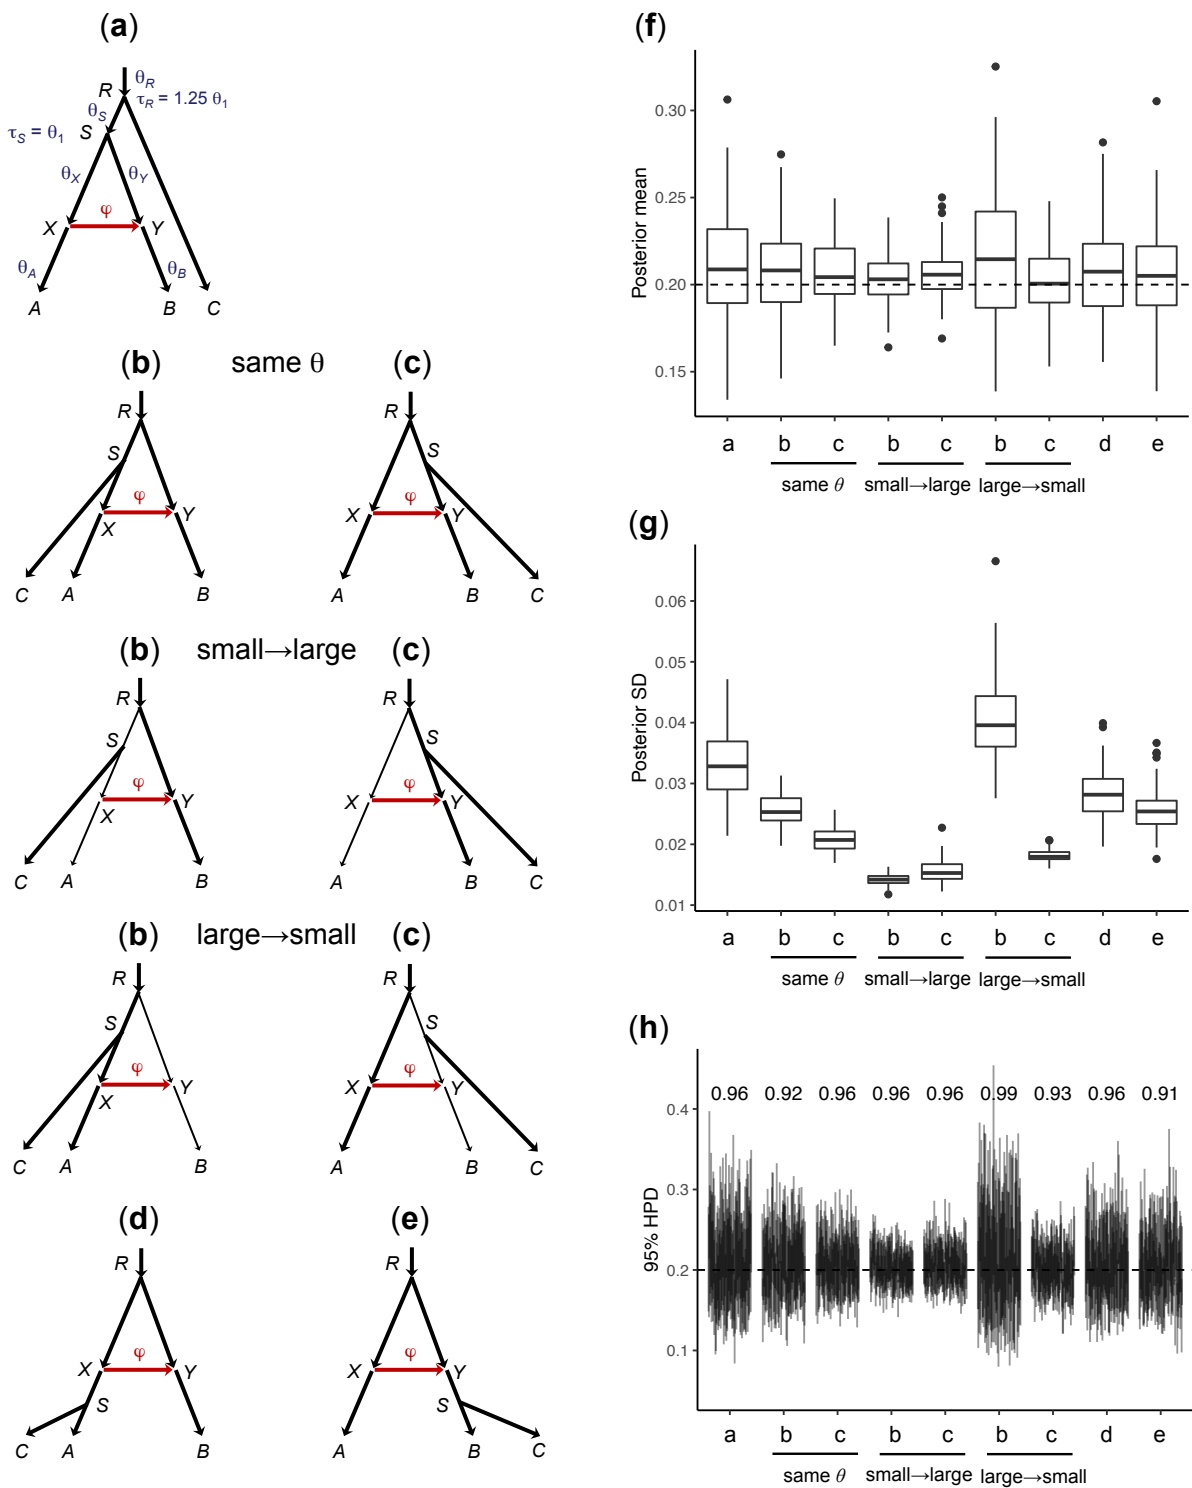 (a)
R
θR
τR = 1.25 θ1
θS
τS = θ1
S
θX
θY
φ
X
Y
θA
θB
A
B
C
(b) same θ (c)
R
S
φ
X
Y
C
A
B
R
S
φ
X
Y
A
B
C
(b) small→large (c)
R
S
φ
X
Y
C
A
B
R
S
φ
X
Y
A
B
C
(b) large→small (c)
R
S
φ
X
Y
C
A
B
R
S
φ
X
Y
A
B
C
(d)
R
φ
X
Y
S
C
A
B
(e)
R
φ
X
Y
S
A
B
C
(f)
Posterior mean
0.30
0.25
0.20
0.15
a b c b c b c d e
same θ small→large large→small
(g)
Posterior SD
0.06
0.05
0.04
0.03
0.02
0.01
a b c b c b c d e
same θ small→large large→small
(h)
0.96 0.92 0.96 0.96 0.96 0.99 0.93 0.96 0.91
95% HPD
0.4
0.3
0.2
0.1
a b c b c b c d e
same θ small→large large→small